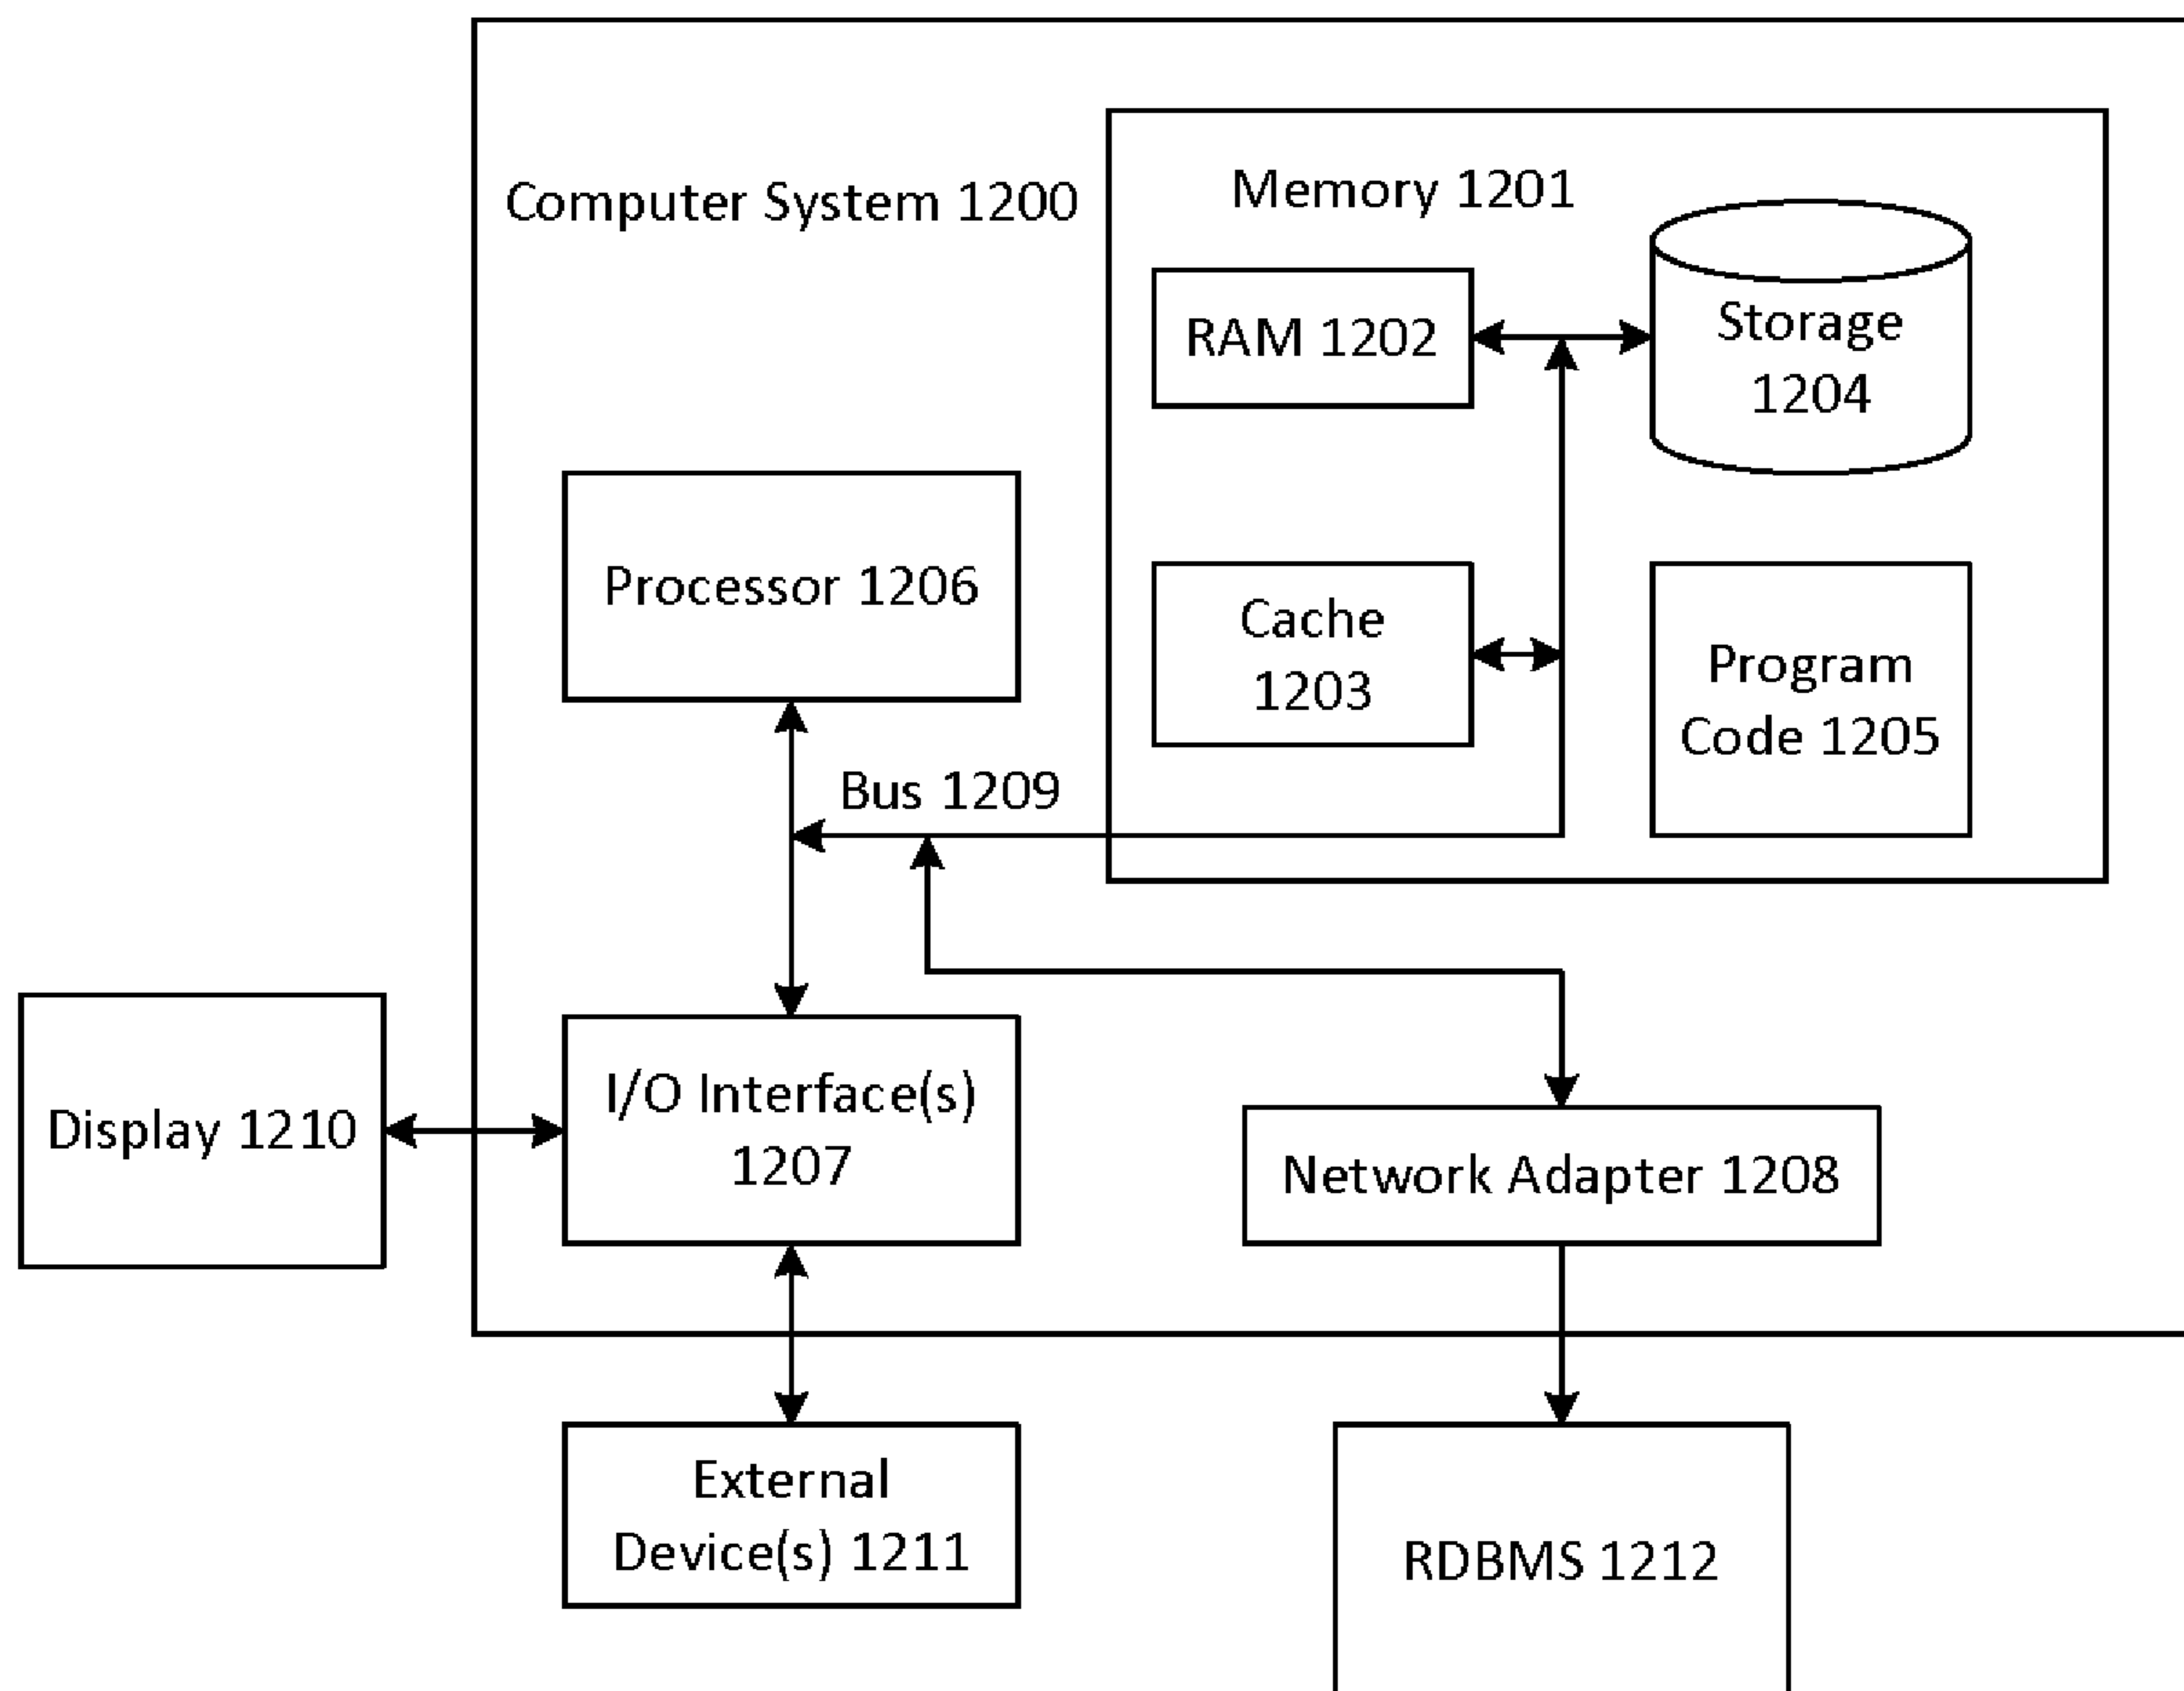 Computer System 1200
Memory 1201
RAM 1202
Storage
1204
Processor 1206
Cache
1203
Program
Code 1205
Bus 1209
Display 1210
I/O Interface(s)
1207
Network Adapter 1208
External
Device(s) 1211
RDBMS 1212